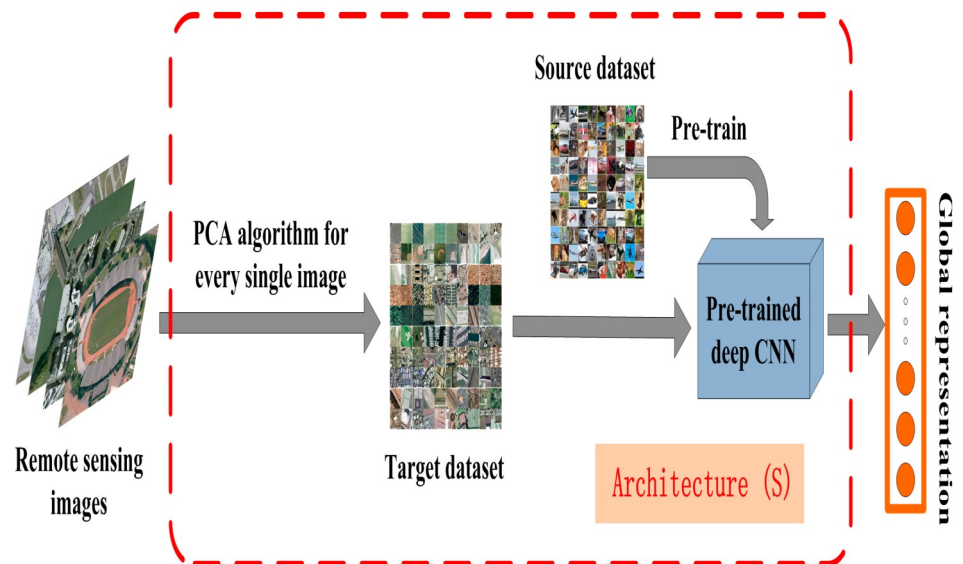 Source dataset
Pre-train
PCA algorithm for
every single image
Pre-trained
deep CNN
Global representation
Remote sensing
images
Target dataset
Architecture (S)